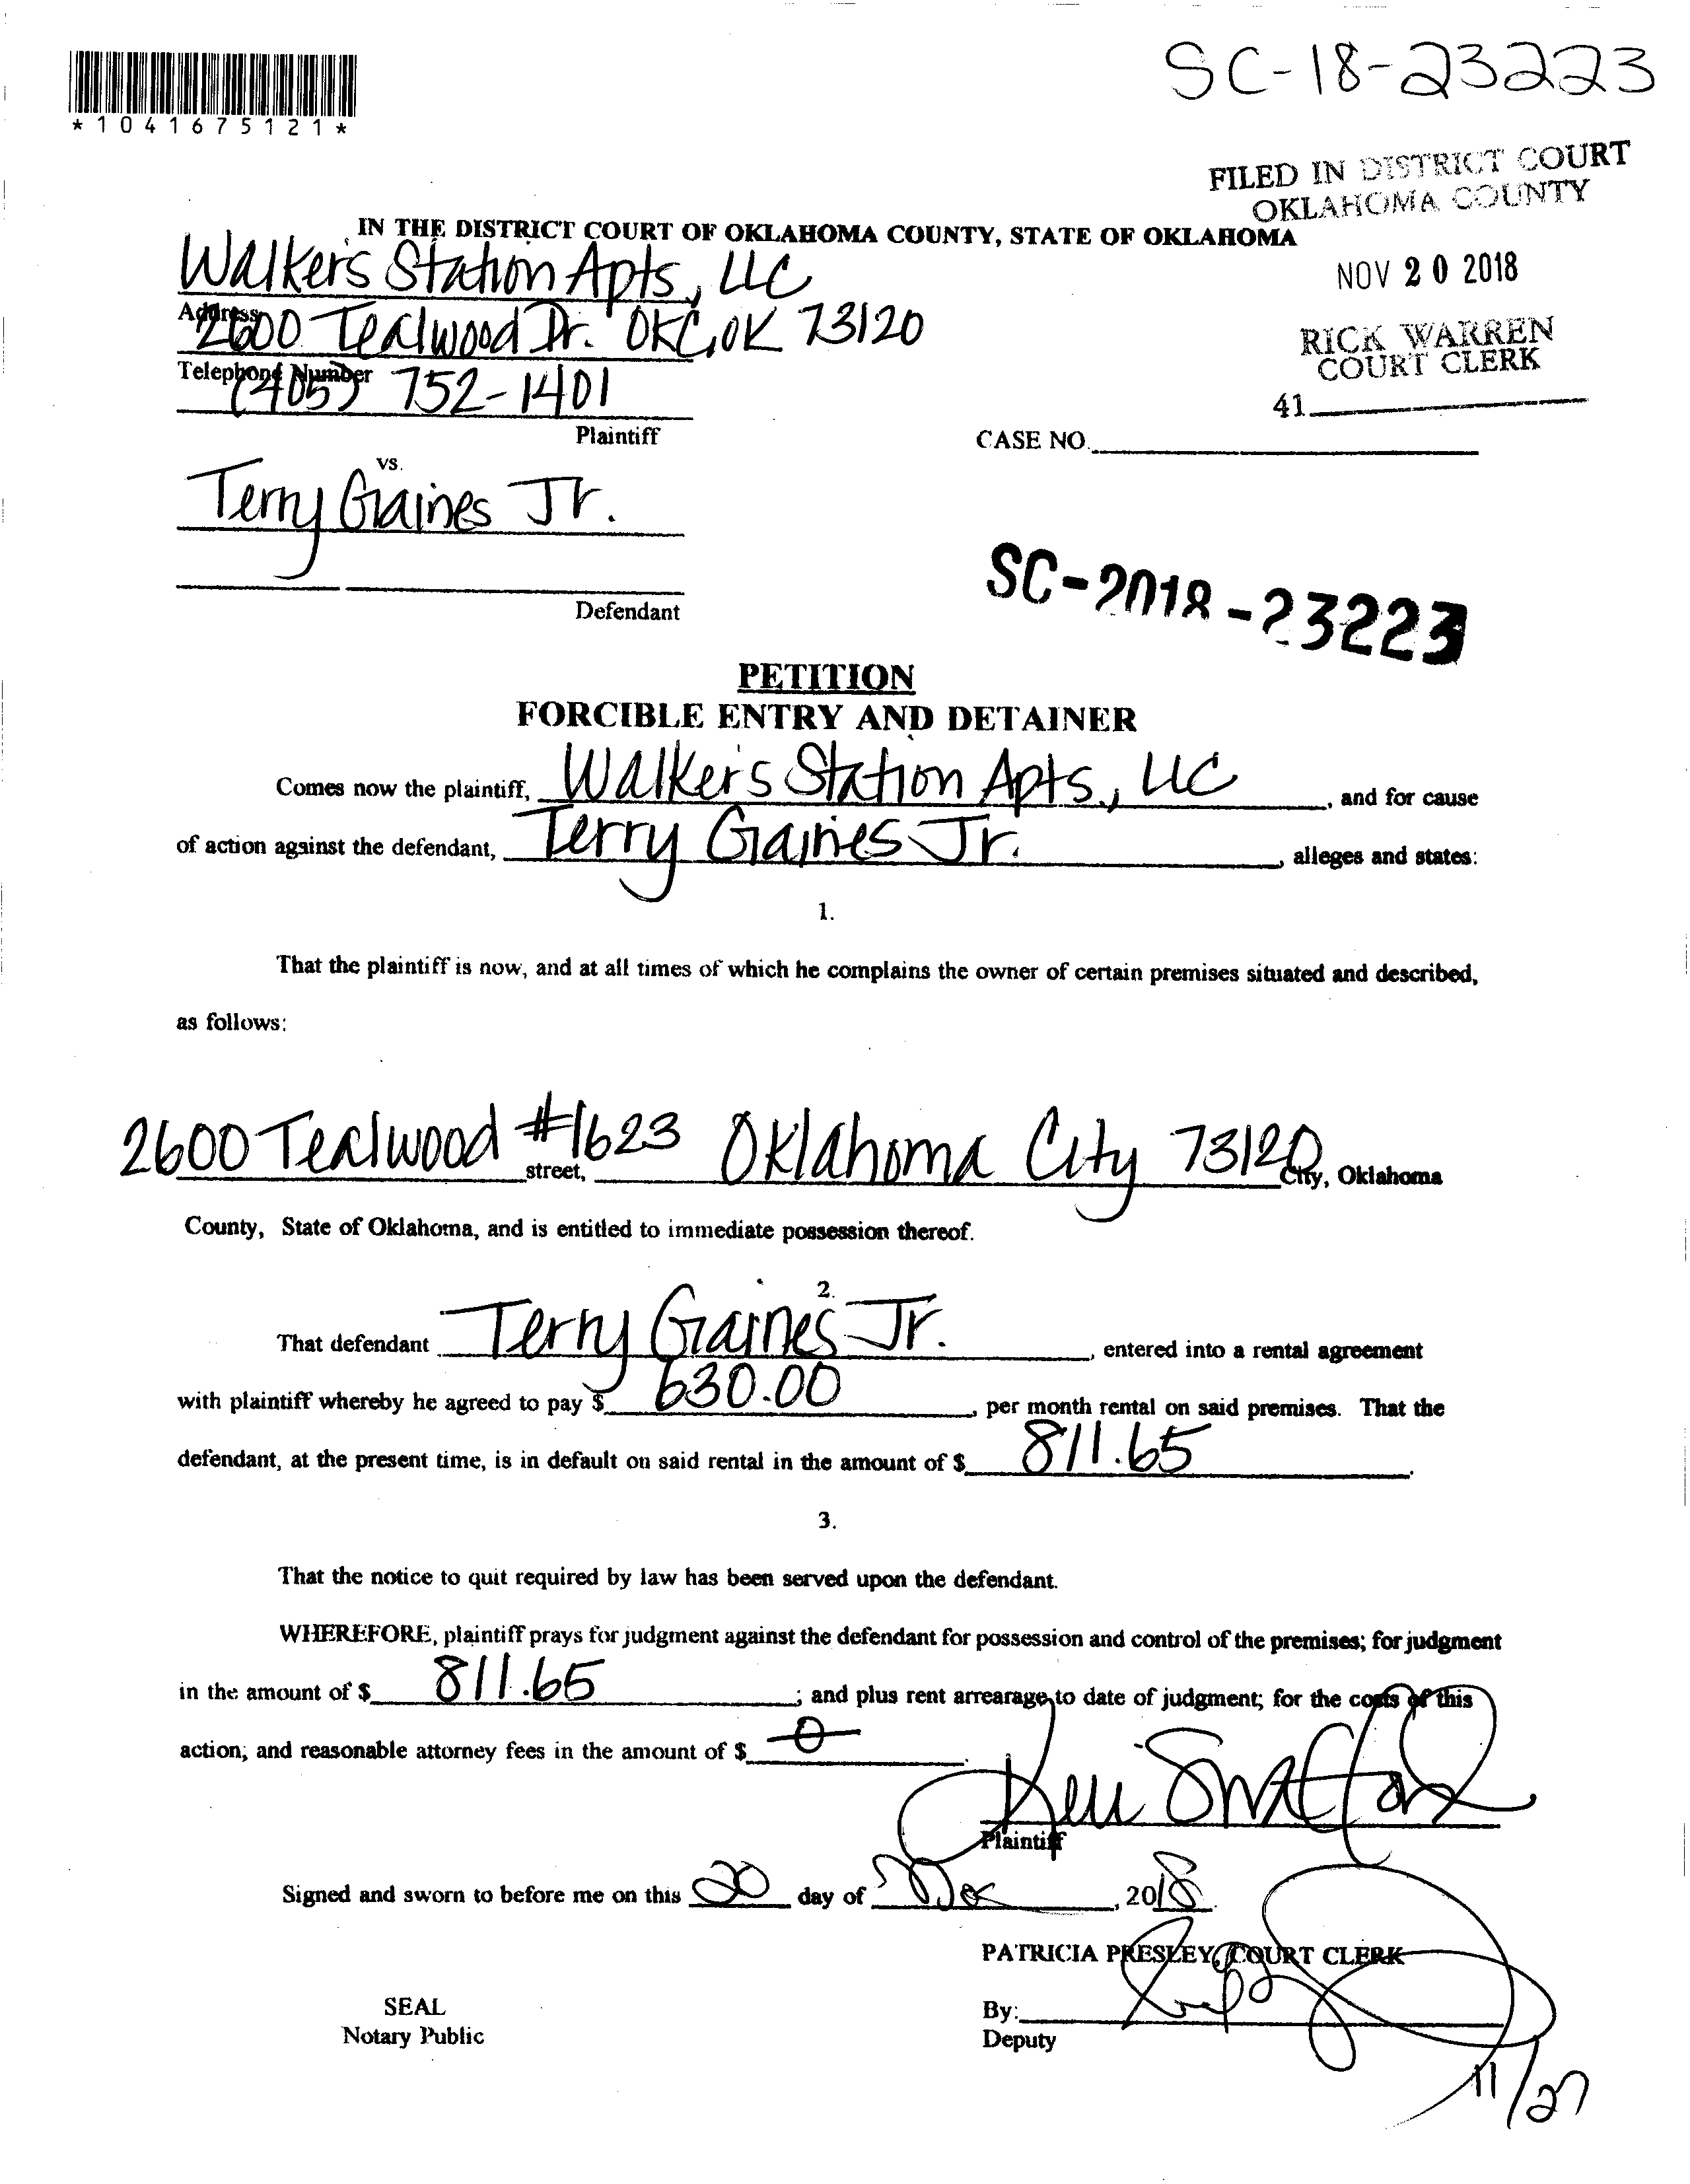 SC-18-23223
*1041675121*
FILED IN DISTRICT COURT
OKLAHOMA COUNTY
IN THE DISTRICT COURT OF OKLAHOMA COUNTY, STATE OF OKLAHOMA
NOV 20 2018
Walker's Station Apts, LLC
Address
2600 Tealwood Dr. OKC, OK 73120
RICK WARREN
COURT CLERK
Telephone Number
(405) 752-1401
41
Plaintiff
CASE NO.
vs.
Terry Gaines Jr.
SC-2018-23223
Defendant
PETITION
FORCIBLE ENTRY AND DETAINER
Comes now the plaintiff, Walker's Station Apts., LLC, and for cause
of action against the defendant, Terry Gaines Jr., alleges and states:
1.
That the plaintiff is now, and at all times of which he complains the owner of certain premises situated and described,
as follows:
2600 Tealwood #1623 street, Oklahoma City 73120 City, Oklahoma
County, State of Oklahoma, and is entitled to immediate possession thereof.
2.
That defendant Terry Gaines Jr., entered into a rental agreement
with plaintiff whereby he agreed to pay $ 630.00, per month rental on said premises. That the
defendant, at the present time, is in default on said rental in the amount of $ 811.65.
3.
That the notice to quit required by law has been served upon the defendant.
WHEREFORE, plaintiff prays for judgment against the defendant for possession and control of the premises; for judgment
in the amount of $ 811.65; and plus rent arrearage to date of judgment; for the costs of this
action; and reasonable attorney fees in the amount of $ 0.
Plaintiff
Signed and sworn to before me on this 20 day of , 2018.
PATRICIA PRESLEY, COURT CLERK
SEAL
Notary Public
By:
Deputy
11/27